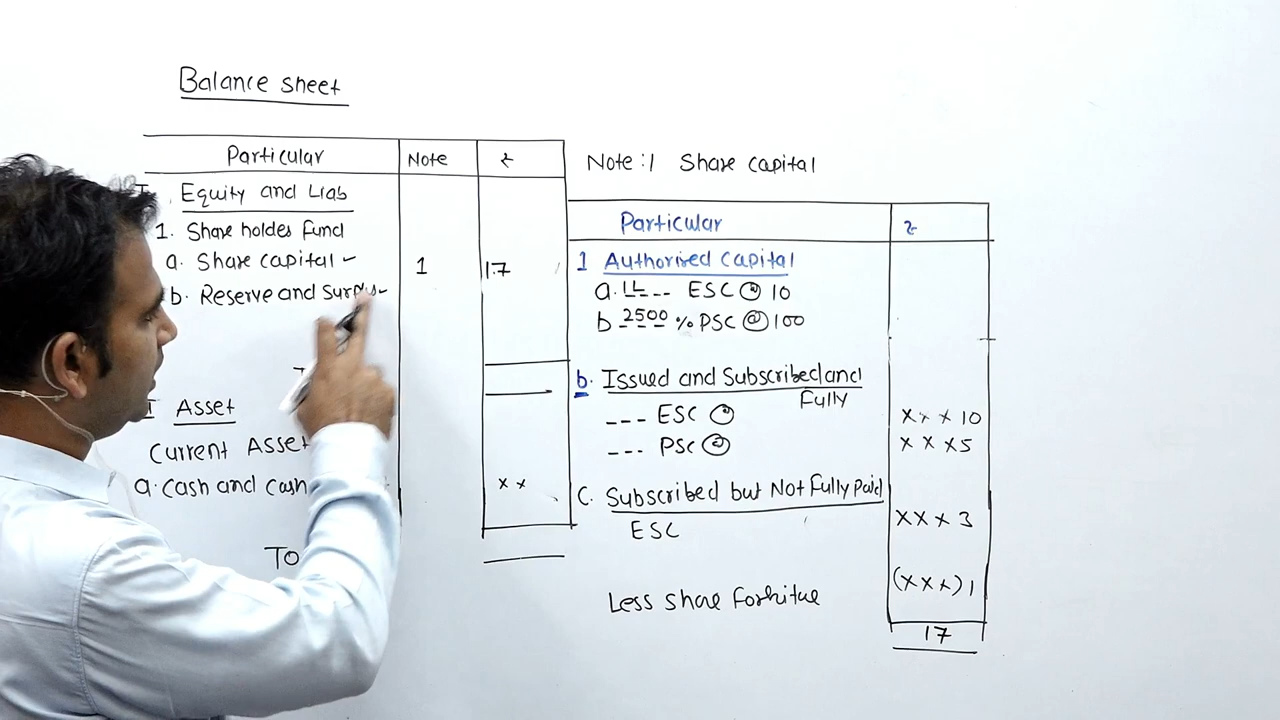 Balance sheet
Particular Note ₹
I. Equity and Liab
1. Share holdes Fund
a. Share capital 1 17
b. Reserve and Surplus
I Asset
Current Asset
a. Cash and Cash x x
TO
Note:1 Share capital
Particular ₹
1 Authorised Capital
a. LL -- ESC @ 10
b 2500 % PSC @ 100
b. Issued and Subscribed and
Fully
--- ESC @ x x x 10
--- PSC @ x x x 5
C. Subscribed but Not Fully Paid
ESC x x x 3
Less Share Forfitue (x x x) 1
17